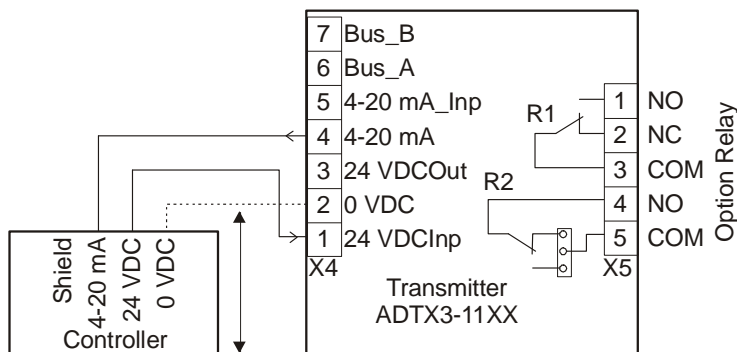 7 Bus_B
6 Bus_A
5 4-20 mA_Inp
4 4-20 mA
3 24 VDCOut
2 0 VDC
1 24 VDCInp
X4
R1
R2
1 NO
2 NC
3 COM
4 NO
5 COM
X5
Option Relay
Transmitter
ADTX3-11XX
Shield
4-20 mA
24 VDC
0 VDC
Controller